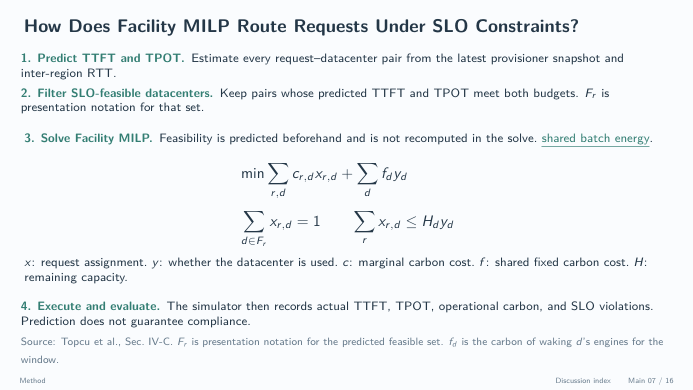 How Does Facility MILP Route Requests Under SLO Constraints?
1. Predict TTFT and TPOT. Estimate every request–datacenter pair from the latest provisioner snapshot and
inter-region RTT.
2. Filter SLO-feasible datacenters. Keep pairs whose predicted TTFT and TPOT meet both budgets. F_r is
presentation notation for that set.
3. Solve Facility MILP. Feasibility is predicted beforehand and is not recomputed in the solve. shared batch energy.
min ∑_{r,d} c_{r,d} x_{r,d} + ∑_d f_d y_d
∑_{d∈F_r} x_{r,d} = 1 ∑_r x_{r,d} ≤ H_d y_d
x: request assignment. y: whether the datacenter is used. c: marginal carbon cost. f: shared fixed carbon cost. H:
remaining capacity.
4. Execute and evaluate. The simulator then records actual TTFT, TPOT, operational carbon, and SLO violations.
Prediction does not guarantee compliance.
Source: Topcu et al., Sec. IV-C. F_r is presentation notation for the predicted feasible set. f_d is the carbon of waking d's engines for the
window.
Method Discussion index Main 07 / 16